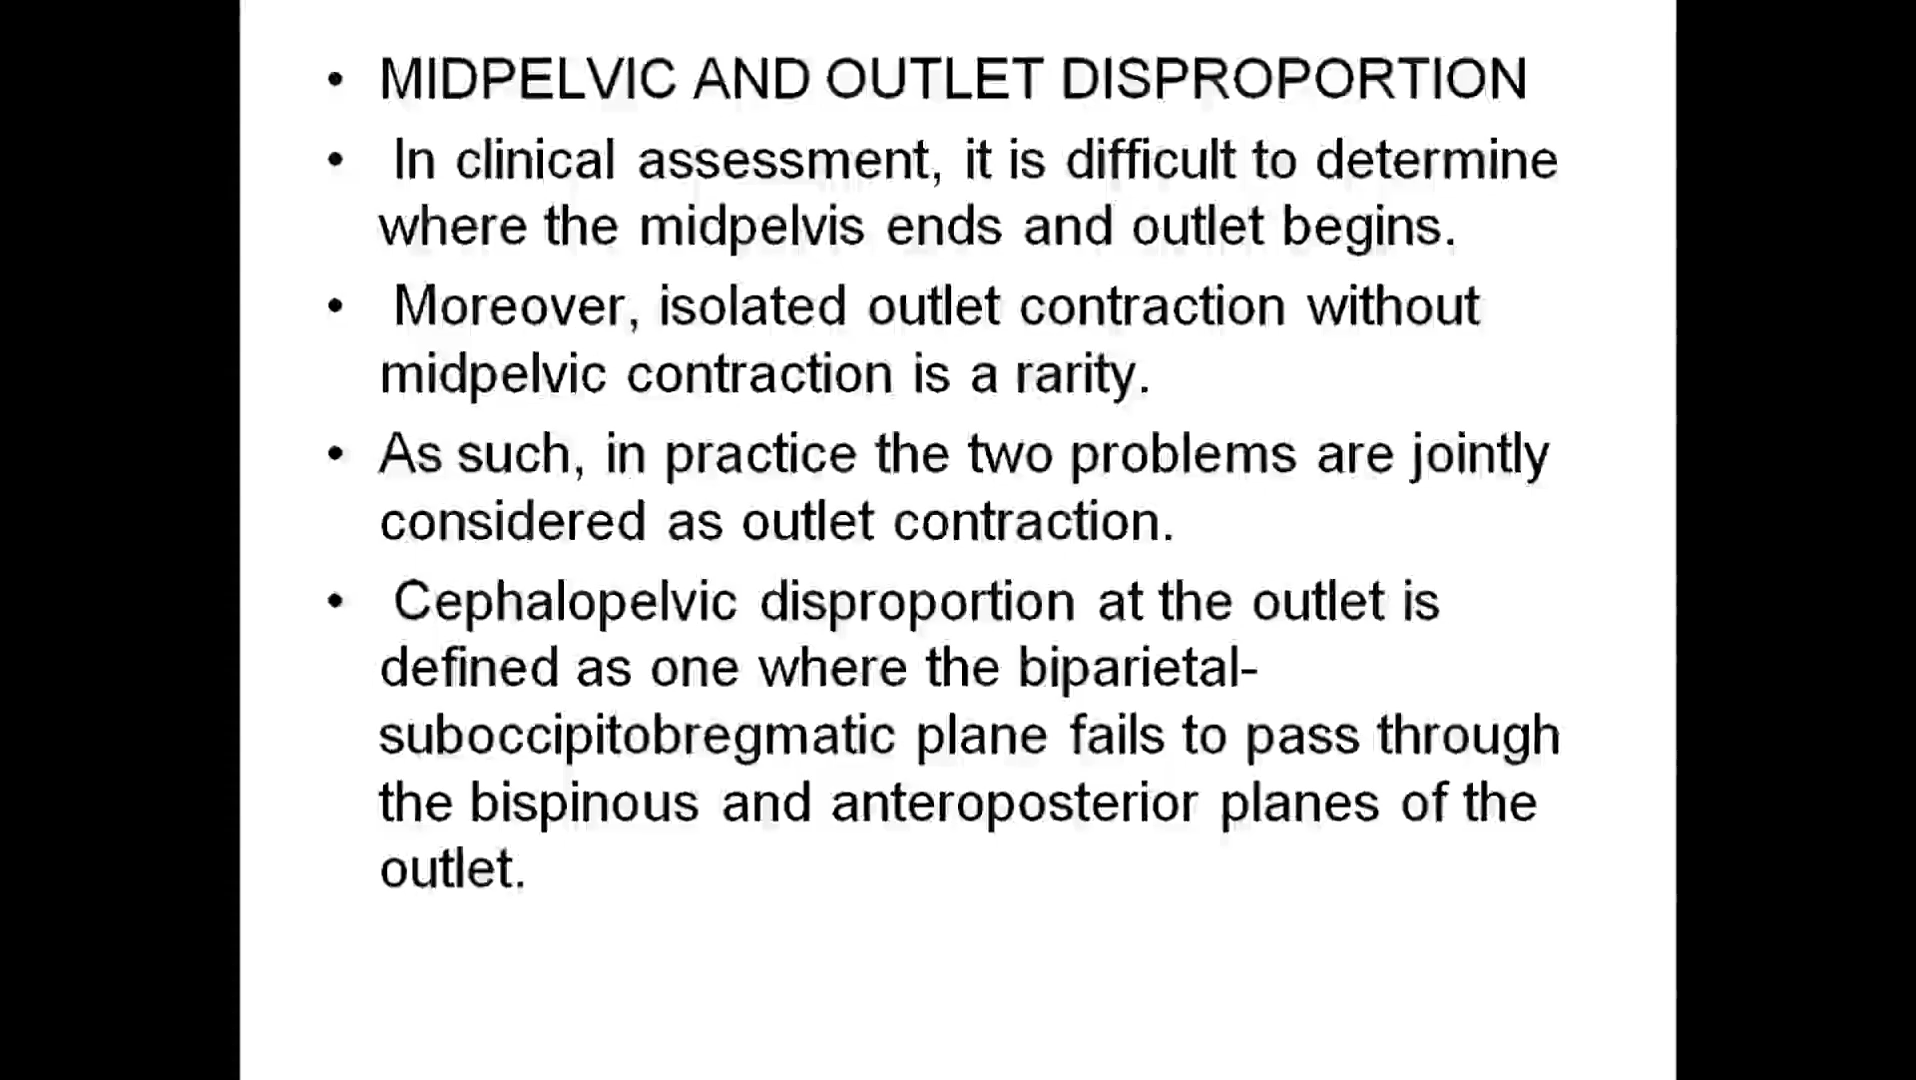 • MIDPELVIC AND OUTLET DISPROPORTION
• In clinical assessment, it is difficult to determine
where the midpelvis ends and outlet begins.
• Moreover, isolated outlet contraction without
midpelvic contraction is a rarity.
• As such, in practice the two problems are jointly
considered as outlet contraction.
• Cephalopelvic disproportion at the outlet is
defined as one where the biparietal-
suboccipitobregmatic plane fails to pass through
the bispinous and anteroposterior planes of the
outlet.